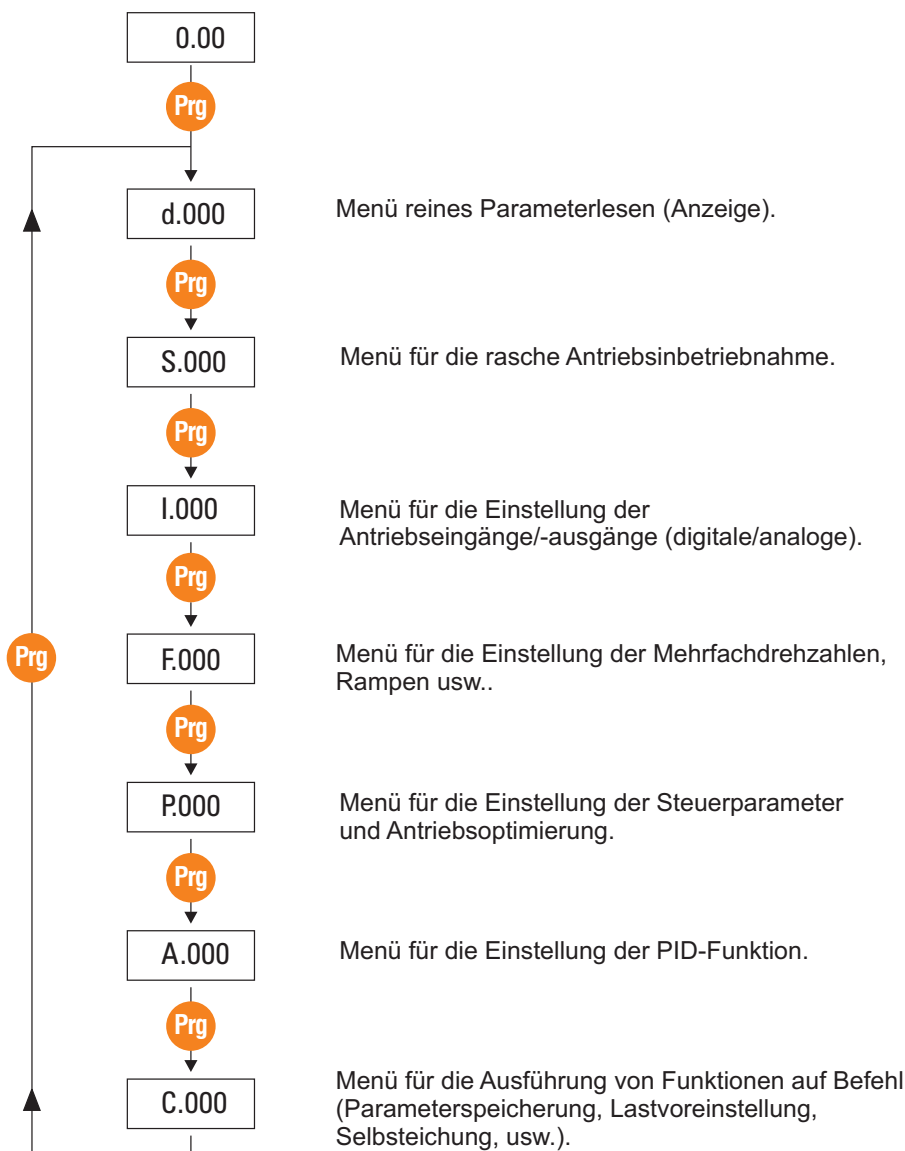 0.00
Prg
d.000
Menü reines Parameterlesen (Anzeige).
Prg
S.000
Menü für die rasche Antriebsinbetriebnahme.
Prg
I.000
Menü für die Einstellung der
Antriebseingänge/-ausgänge (digitale/analoge).
Prg
Prg
F.000
Menü für die Einstellung der Mehrfachdrehzahlen,
Rampen usw..
Prg
P.000
Menü für die Einstellung der Steuerparameter
und Antriebsoptimierung.
Prg
A.000
Menü für die Einstellung der PID-Funktion.
Prg
C.000
Menü für die Ausführung von Funktionen auf Befehl
(Parameterspeicherung, Lastvoreinstellung,
Selbsteichung, usw.).